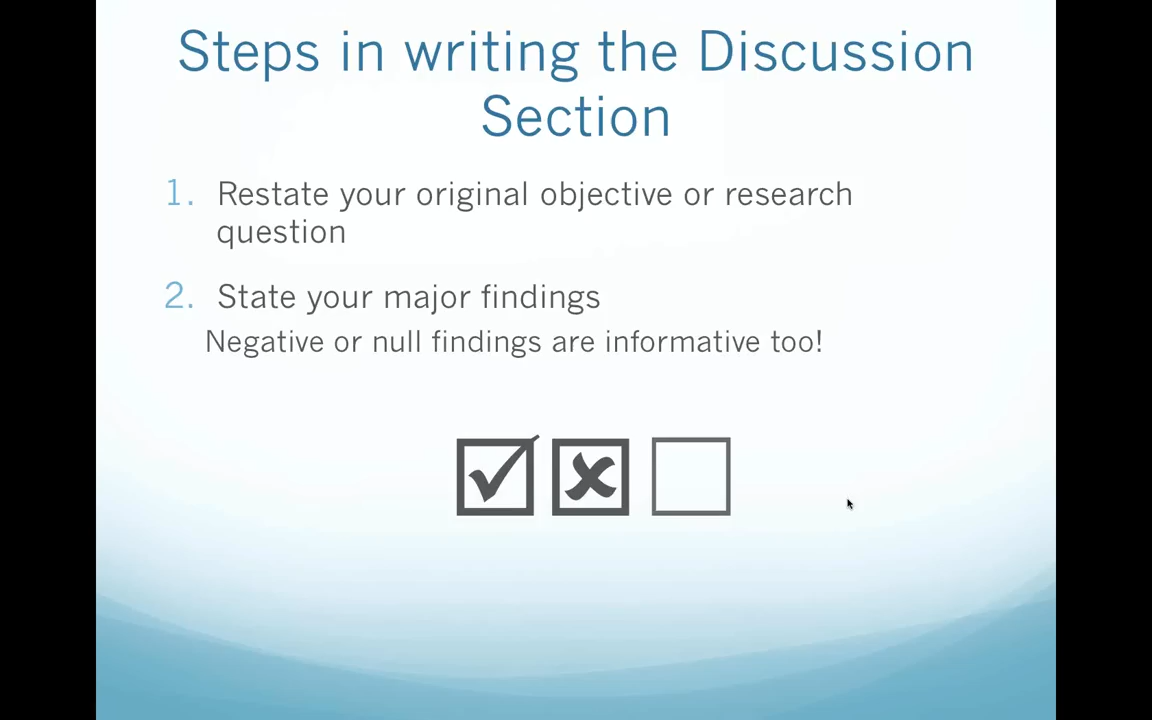 Steps in writing the Discussion
Section
1. Restate your original objective or research
question
2. State your major findings
Negative or null findings are informative too!